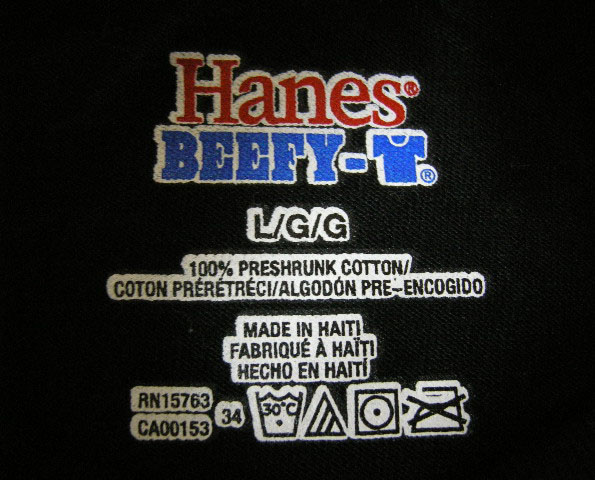 Hanes®
BEEFY-T®
L/G/G
100% PRESHRUNK COTTON/
COTON PRÉRÉTRÉCI/ALGODÓN PRE-ENCOGIDO
MADE IN HAITI
FABRIQUÉ À HAÏTI
HECHO EN HAITÍ
RN15763
CA00153
34
30°C